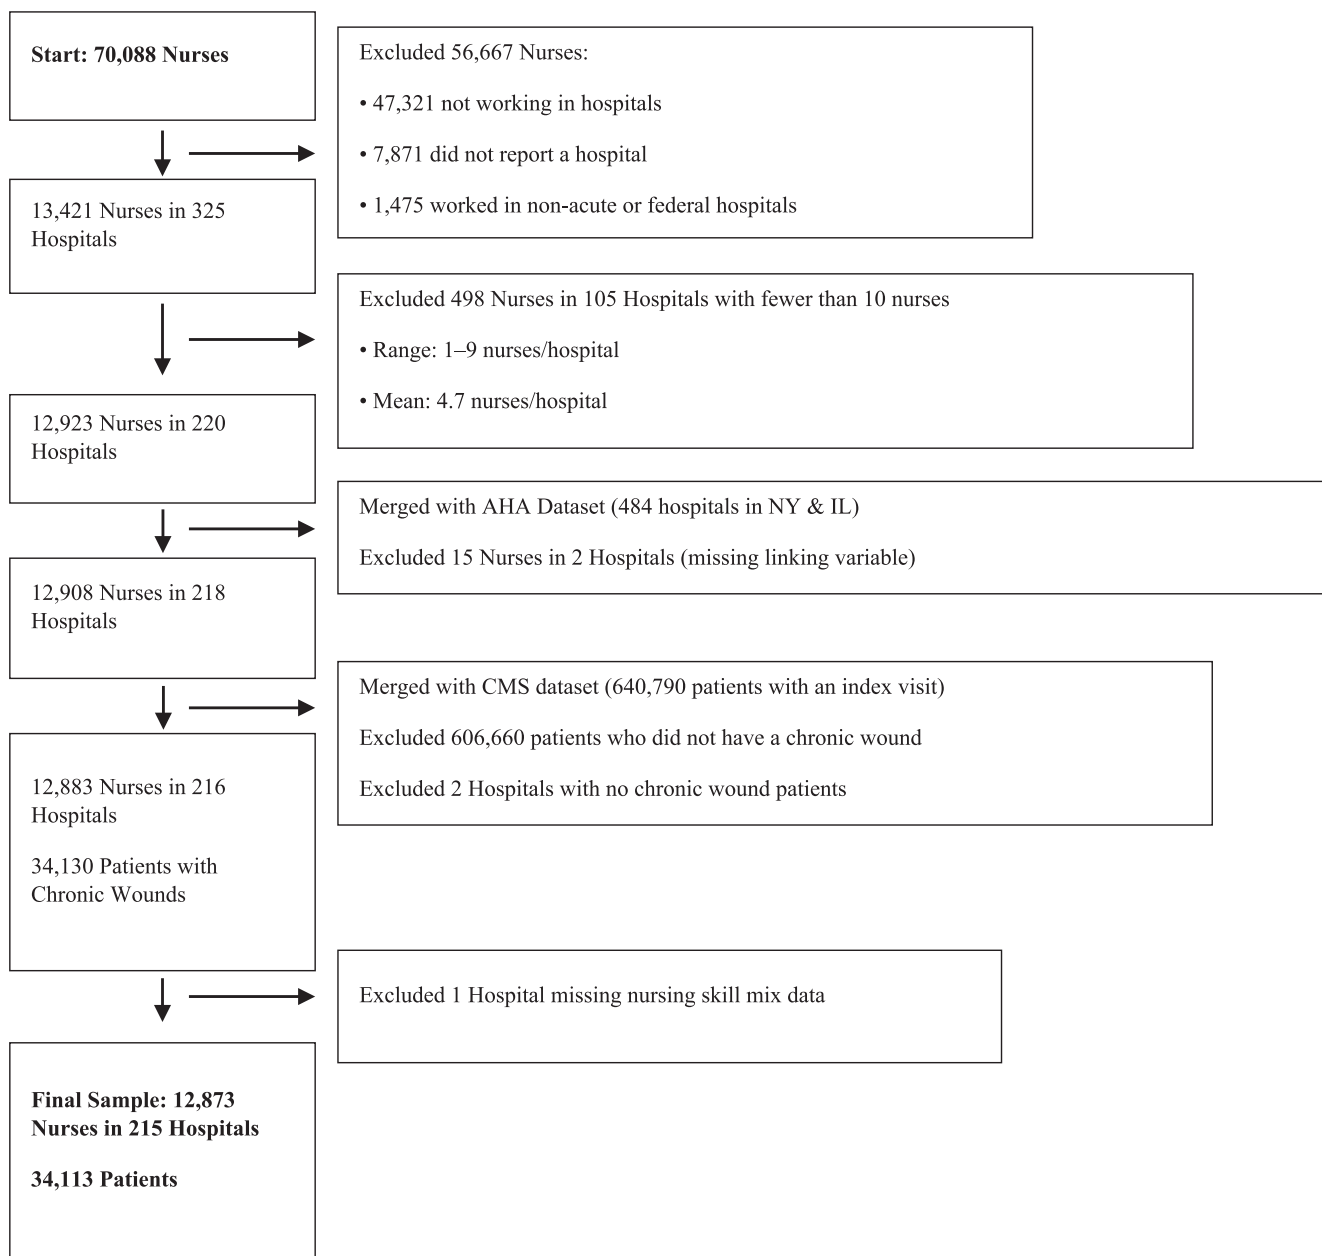 Start: 70,088 Nurses
Excluded 56,667 Nurses:
• 47,321 not working in hospitals
• 7,871 did not report a hospital
• 1,475 worked in non-acute or federal hospitals
13,421 Nurses in 325
Hospitals
Excluded 498 Nurses in 105 Hospitals with fewer than 10 nurses
• Range: 1–9 nurses/hospital
• Mean: 4.7 nurses/hospital
12,923 Nurses in 220
Hospitals
Merged with AHA Dataset (484 hospitals in NY & IL)
Excluded 15 Nurses in 2 Hospitals (missing linking variable)
12,908 Nurses in 218
Hospitals
Merged with CMS dataset (640,790 patients with an index visit)
Excluded 606,660 patients who did not have a chronic wound
Excluded 2 Hospitals with no chronic wound patients
12,883 Nurses in 216
Hospitals
34,130 Patients with
Chronic Wounds
Excluded 1 Hospital missing nursing skill mix data
Final Sample: 12,873
Nurses in 215 Hospitals
34,113 Patients